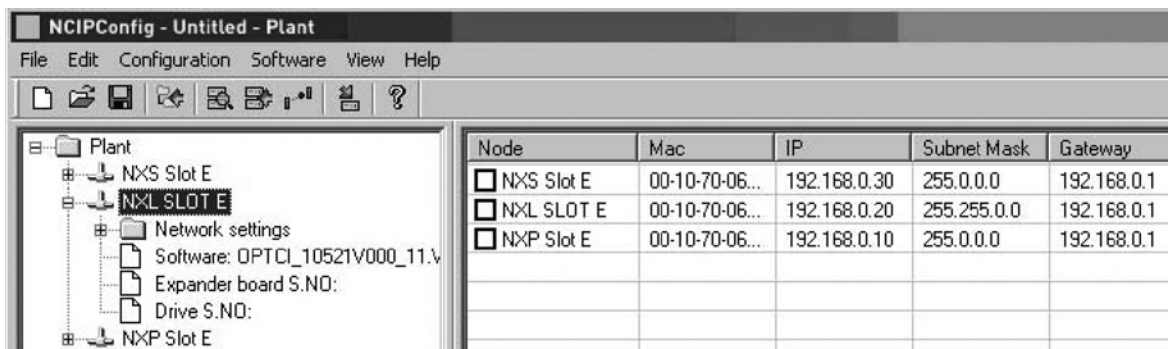 NCIPConfig - Untitled - Plant
File Edit Configuration Software View Help
Plant
NXS Slot E
NXL SLOT E
Network settings
Software: OPTCI_10521V000_11.V
Expander board S.NO:
Drive S.NO:
NXP Slot E
Node Mac IP Subnet Mask Gateway
NXS Slot E 00-10-70-06... 192.168.0.30 255.0.0.0 192.168.0.1
NXL SLOT E 00-10-70-06... 192.168.0.20 255.255.0.0 192.168.0.1
NXP Slot E 00-10-70-06... 192.168.0.10 255.0.0.0 192.168.0.1